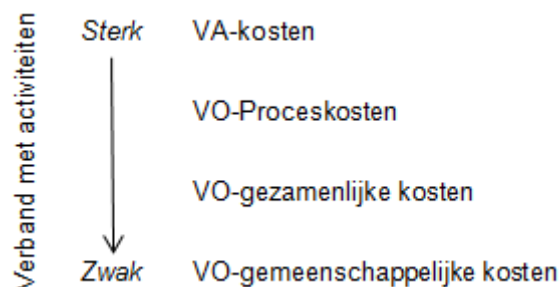 Verband met activiteiten
Sterk VA-kosten
VO-Proceskosten
VO-gezamenlijke kosten
Zwak VO-gemeenschappelijke kosten